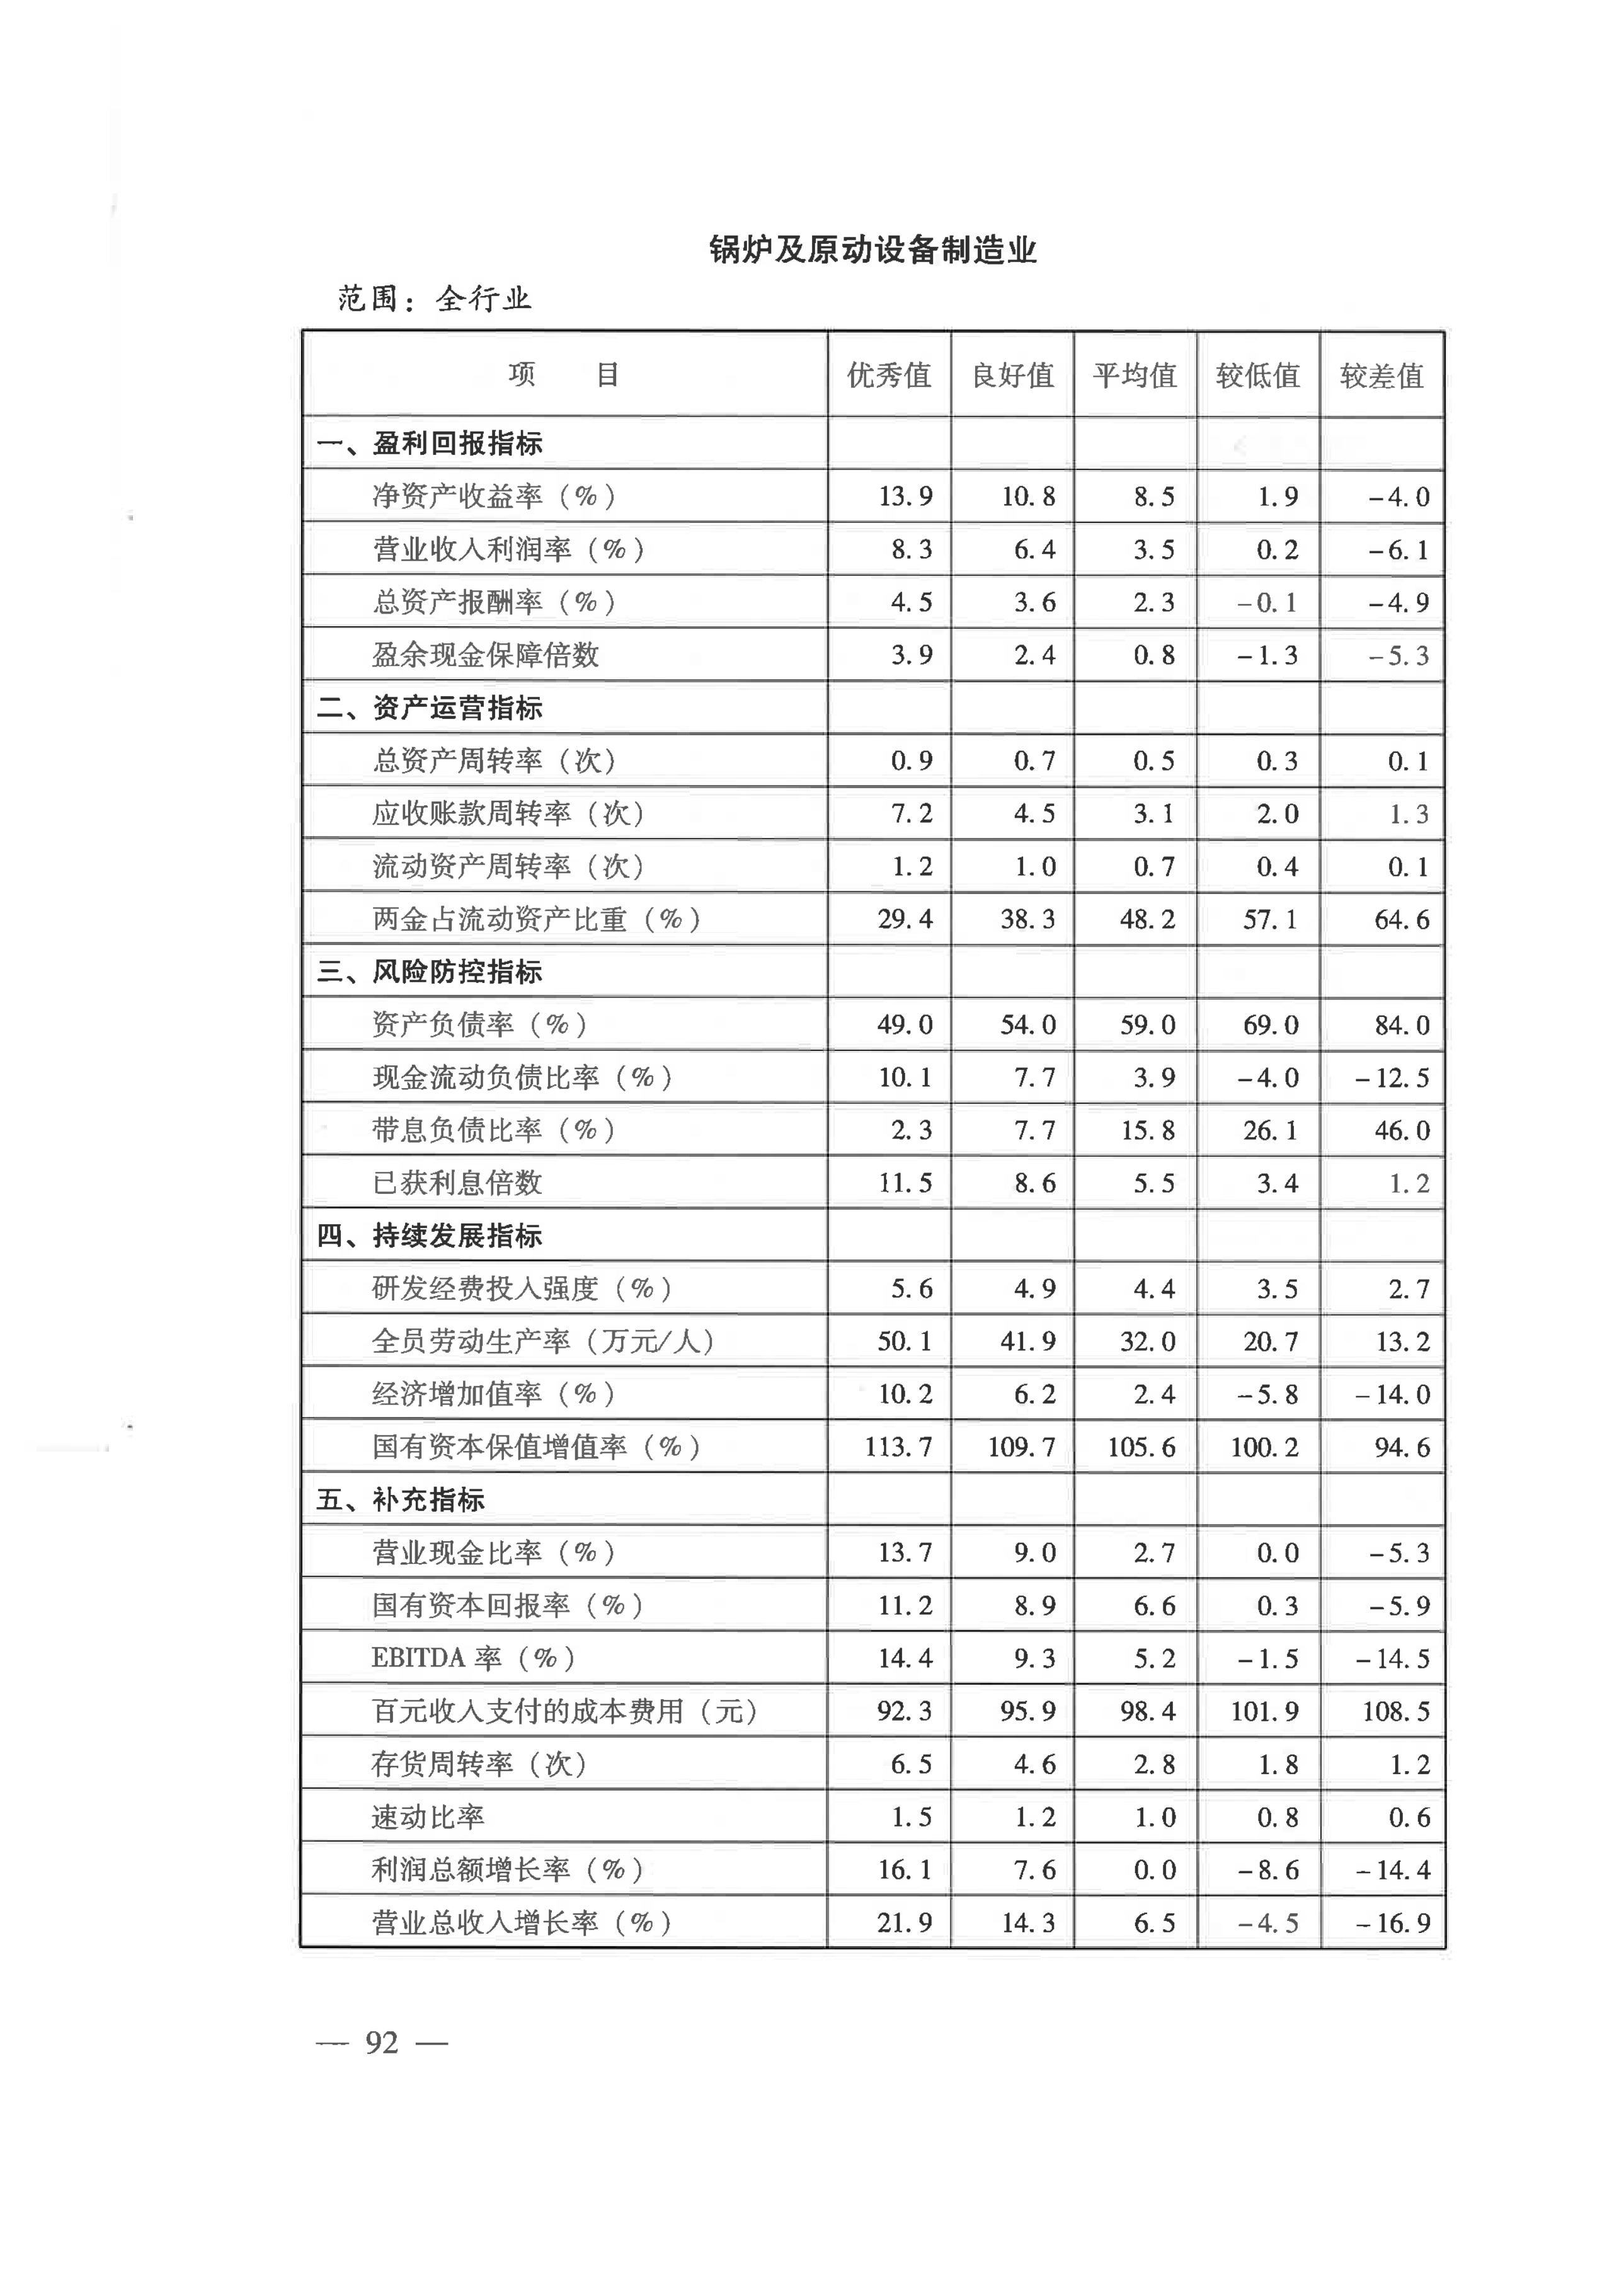 锅炉及原动设备制造业
范围：全行业
项 目 优秀值 良好值 平均值 较低值 较差值
一、盈利回报指标
净资产收益率（%） 13.9 10.8 8.5 1.9 -4.0
营业收入利润率（%） 8.3 6.4 3.5 0.2 -6.1
总资产报酬率（%） 4.5 3.6 2.3 -0.1 -4.9
盈余现金保障倍数 3.9 2.4 0.8 -1.3 -5.3
二、资产运营指标
总资产周转率（次） 0.9 0.7 0.5 0.3 0.1
应收账款周转率（次） 7.2 4.5 3.1 2.0 1.3
流动资产周转率（次） 1.2 1.0 0.7 0.4 0.1
两金占流动资产比重（%） 29.4 38.3 48.2 57.1 64.6
三、风险防控指标
资产负债率（%） 49.0 54.0 59.0 69.0 84.0
现金流动负债比率（%） 10.1 7.7 3.9 -4.0 -12.5
带息负债比率（%） 2.3 7.7 15.8 26.1 46.0
已获利息倍数 11.5 8.6 5.5 3.4 1.2
四、持续发展指标
研发经费投入强度（%） 5.6 4.9 4.4 3.5 2.7
全员劳动生产率（万元/人） 50.1 41.9 32.0 20.7 13.2
经济增加值率（%） 10.2 6.2 2.4 -5.8 -14.0
国有资本保值增值率（%） 113.7 109.7 105.6 100.2 94.6
五、补充指标
营业现金比率（%） 13.7 9.0 2.7 0.0 -5.3
国有资本回报率（%） 11.2 8.9 6.6 0.3 -5.9
EBITDA 率（%） 14.4 9.3 5.2 -1.5 -14.5
百元收入支付的成本费用（元） 92.3 95.9 98.4 101.9 108.5
存货周转率（次） 6.5 4.6 2.8 1.8 1.2
速动比率 1.5 1.2 1.0 0.8 0.6
利润总额增长率（%） 16.1 7.6 0.0 -8.6 -14.4
营业总收入增长率（%） 21.9 14.3 6.5 -4.5 -16.9
— 92 —